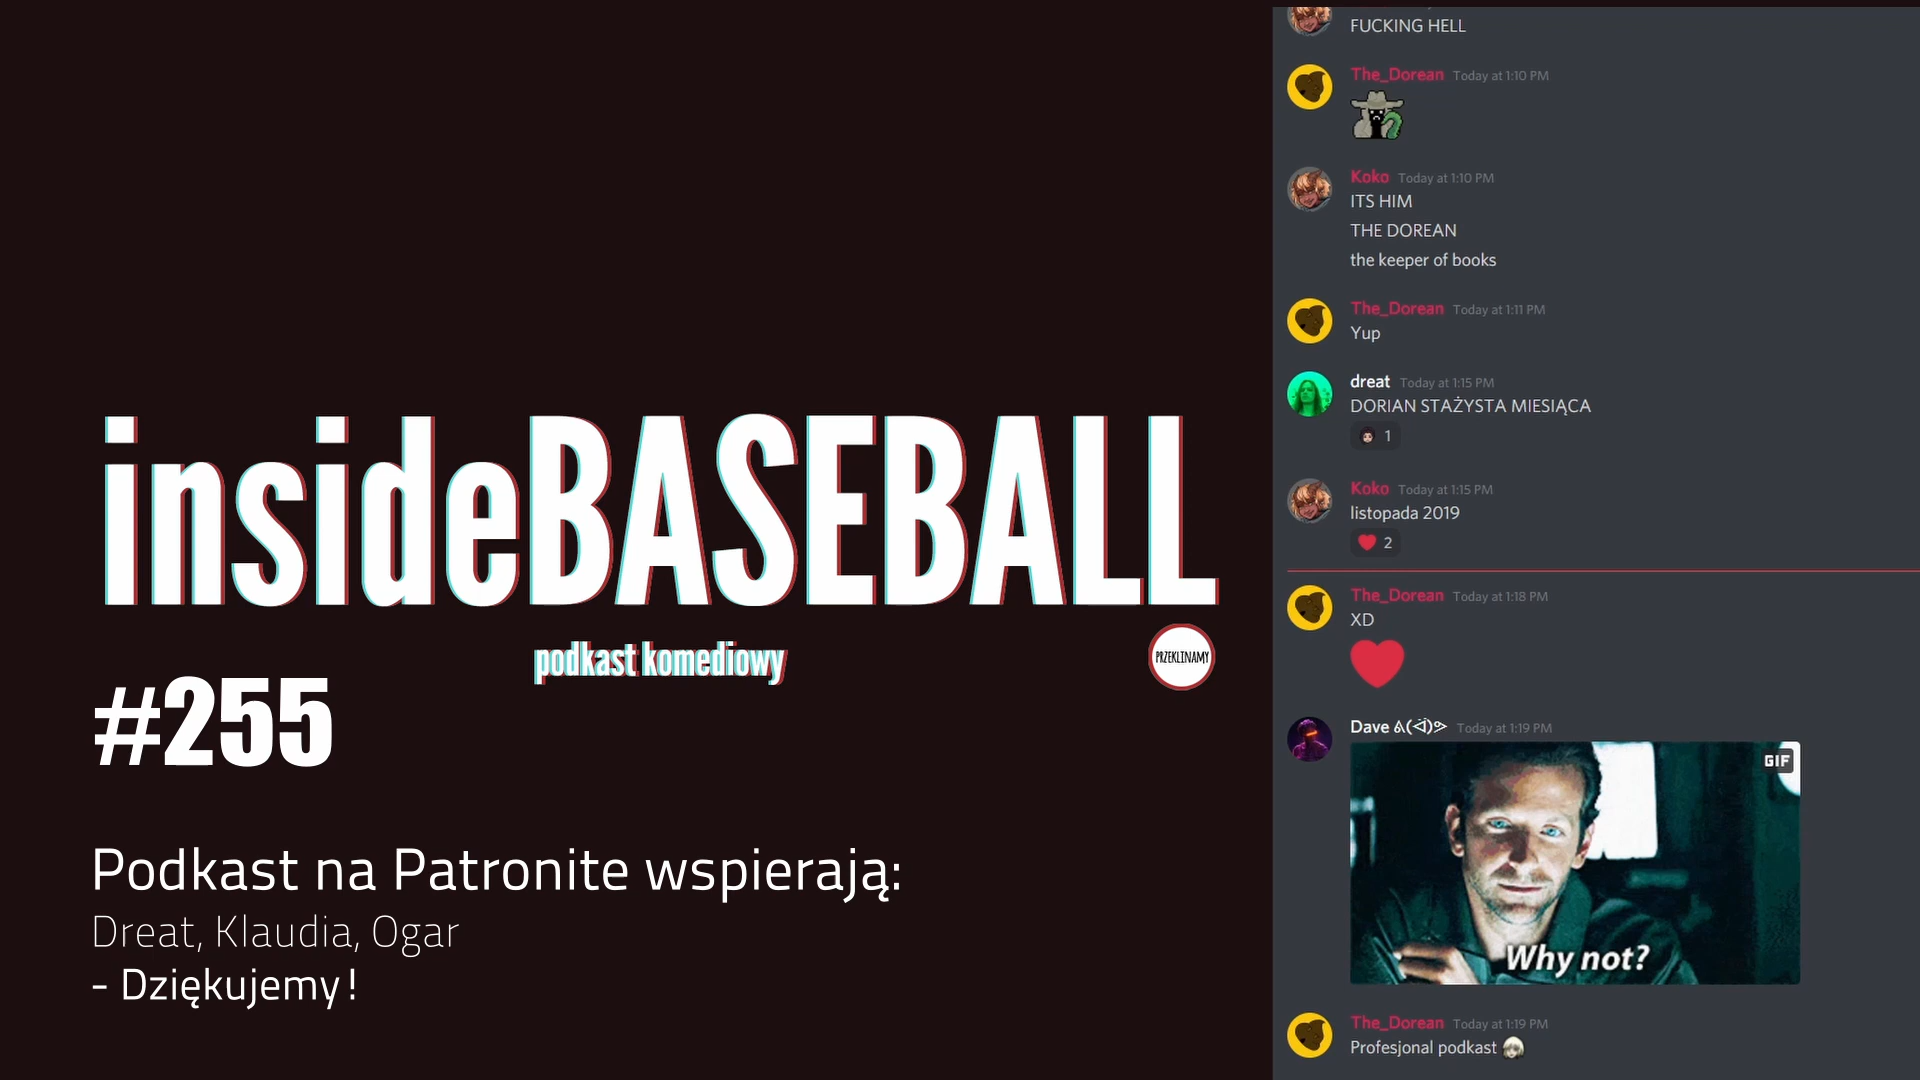 insideBASEBALL
podkast komediowy
PRZEKLINAMY
#255
Podkast na Patronite wspierają:
Dreat, Klaudia, Ogar
- Dziękujemy!
FUCKING HELL
The_Dorean Today at 1:10 PM
Koko Today at 1:10 PM
ITS HIM
THE DOREAN
the keeper of books
The_Dorean Today at 1:11 PM
Yup
dreat Today at 1:15 PM
DORIAN STAŻYSTA MIESIĄCA
1
Koko Today at 1:15 PM
listopada 2019
2
The_Dorean Today at 1:18 PM
XD
Dave Today at 1:19 PM
GIF
Why not?
The_Dorean Today at 1:19 PM
Profesjonal podkast